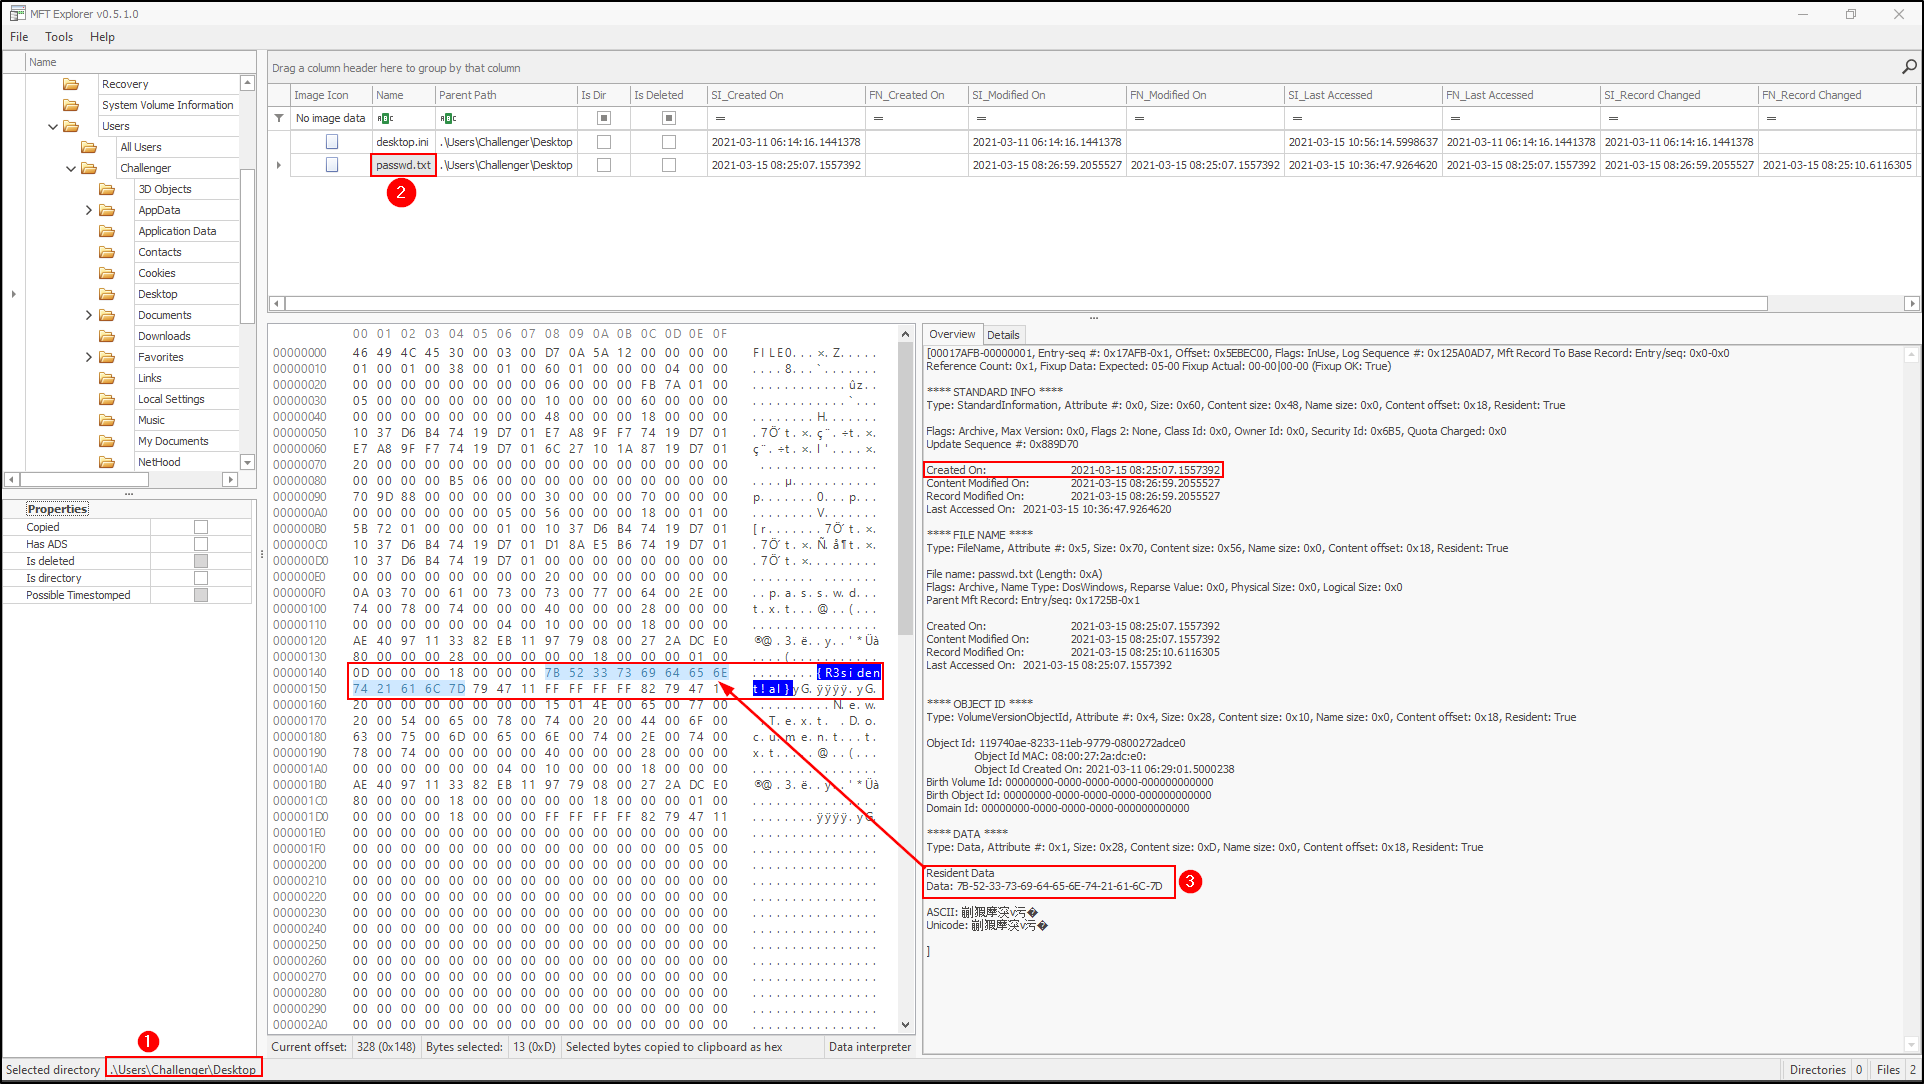 MFT Explorer v0.5.1.0
File Tools Help
Name
Recovery
System Volume Information
Users
All Users
Challenger
3D Objects
AppData
Application Data
Contacts
Cookies
Desktop
Documents
Downloads
Favorites
Links
Local Settings
Music
My Documents
NetHood
Properties
Copied
Has ADS
Is deleted
Is directory
Possible Timestomped
Drag a column header here to group by that column
Image Icon Name Parent Path Is Dir Is Deleted SI_Created On FN_Created On SI_Modified On FN_Modified On SI_Last Accessed FN_Last Accessed SI_Record Changed FN_Record Changed
No image data = = = = = = = =
desktop.ini .\Users\Challenger\Desktop 2021-03-11 06:14:16.1441378 2021-03-11 06:14:16.1441378 2021-03-15 10:56:14.5998637 2021-03-11 06:14:16.1441378 2021-03-11 06:14:16.1441378
passwd.txt .\Users\Challenger\Desktop 2021-03-15 08:25:07.1557392 2021-03-15 08:26:59.2055527 2021-03-15 08:25:07.1557392 2021-03-15 10:36:47.9264620 2021-03-15 08:25:07.1557392 2021-03-15 08:26:59.2055527 2021-03-15 08:25:10.6116305
2
00 01 02 03 04 05 06 07 08 09 0A 0B 0C 0D 0E 0F
00000000 46 49 4C 45 30 00 03 00 D7 0A 5A 12 00 00 00 00 FILE0...×.Z.....
00000010 01 00 01 00 38 00 01 00 60 01 00 00 00 04 00 00 ....8...`.......
00000020 00 00 00 00 00 00 00 00 06 00 00 00 FB 7A 01 00 ............ûz..
00000030 05 00 00 00 00 00 00 00 10 00 00 00 60 00 00 00 ............`...
00000040 00 00 00 00 00 00 00 00 48 00 00 00 18 00 00 00 ........H.......
00000050 10 37 D6 B4 74 19 D7 01 E7 A8 9F F7 74 19 D7 01 .7Ö´t.×.ç¨.÷t.×.
00000060 E7 A8 9F F7 74 19 D7 01 6C 27 10 1A 87 19 D7 01 ç¨.÷t.×.l'....×.
00000070 20 00 00 00 00 00 00 00 00 00 00 00 00 00 00 00 ...............
00000080 00 00 00 00 B5 06 00 00 00 00 00 00 00 00 00 00 ....µ...........
00000090 70 9D 88 00 00 00 00 00 30 00 00 00 70 00 00 00 p.......0...p...
000000A0 00 00 00 00 00 00 05 00 56 00 00 00 18 00 01 00 ........V.......
000000B0 5B 72 01 00 00 00 01 00 10 37 D6 B4 74 19 D7 01 [r.......7Ö´t.×.
000000C0 10 37 D6 B4 74 19 D7 01 D1 8A E5 B6 74 19 D7 01 .7Ö´t.×.Ñ.å¶t.×.
000000D0 10 37 D6 B4 74 19 D7 01 00 00 00 00 00 00 00 00 .7Ö´t.×.........
000000E0 00 00 00 00 00 00 00 00 20 00 00 00 00 00 00 00 ........ .......
000000F0 0A 03 70 00 61 00 73 00 73 00 77 00 64 00 2E 00 ..p.a.s.s.w.d...
00000100 74 00 78 00 74 00 00 00 40 00 00 00 28 00 00 00 t.x.t...@...(...
00000110 00 00 00 00 00 00 04 00 10 00 00 00 18 00 00 00 ................
00000120 AE 40 97 11 33 82 EB 11 97 79 08 00 27 2A DC E0 ®@..3.ë..y..'*Üà
00000130 80 00 00 00 28 00 00 00 00 00 18 00 00 00 01 00 ....(...........
00000140 0D 00 00 00 18 00 00 00 7B 52 33 73 69 64 65 6E ........{R3siden
00000150 74 21 61 6C 7D 79 47 11 FF FF FF FF 82 79 47 1 t!al}yG.ÿÿÿÿ.yG.
00000160 20 00 00 00 00 00 00 00 15 01 4E 00 65 00 77 00 .........N.e.w.
00000170 20 00 54 00 65 00 78 00 74 00 20 00 44 00 6F 00 .T.e.x.t. .D.o.
00000180 63 00 75 00 6D 00 65 00 6E 00 74 00 2E 00 74 00 c.u.m.e.n.t...t.
00000190 78 00 74 00 00 00 00 00 40 00 00 00 28 00 00 00 x.t.....@...(...
000001A0 00 00 00 00 00 00 04 00 10 00 00 00 18 00 00 00 ................
000001B0 AE 40 97 11 33 82 EB 11 97 79 08 00 27 2A DC E0 ®@..3.ë..y..'*Üà
000001C0 80 00 00 00 18 00 00 00 00 00 18 00 00 00 01 00 ................
000001D0 00 00 00 00 18 00 00 00 FF FF FF FF 82 79 47 11 ........ÿÿÿÿ.yG.
000001E0 00 00 00 00 00 00 00 00 00 00 00 00 00 00 00 00 ................
000001F0 00 00 00 00 00 00 00 00 00 00 00 00 00 00 05 00 ................
00000200 00 00 00 00 00 00 00 00 00 00 00 00 00 00 00 00 ................
00000210 00 00 00 00 00 00 00 00 00 00 00 00 00 00 00 00 ................
00000220 00 00 00 00 00 00 00 00 00 00 00 00 00 00 00 00 ................
00000230 00 00 00 00 00 00 00 00 00 00 00 00 00 00 00 00 ................
00000240 00 00 00 00 00 00 00 00 00 00 00 00 00 00 00 00 ................
00000250 00 00 00 00 00 00 00 00 00 00 00 00 00 00 00 00 ................
00000260 00 00 00 00 00 00 00 00 00 00 00 00 00 00 00 00 ................
00000270 00 00 00 00 00 00 00 00 00 00 00 00 00 00 00 00 ................
00000280 00 00 00 00 00 00 00 00 00 00 00 00 00 00 00 00 ................
00000290 00 00 00 00 00 00 00 00 00 00 00 00 00 00 00 00 ................
000002A0 00 00 00 00 00 00 00 00 00 00 00 00 00 00 00 00 ................
Current offset: 328 (0x148) Bytes selected: 13 (0xD) Selected bytes copied to clipboard as hex Data interpreter
Overview Details
[00017AFB-00000001, Entry-seq #: 0x17AFB-0x1, Offset: 0x5EBEC00, Flags: InUse, Log Sequence #: 0x125A0AD7, Mft Record To Base Record: Entry/seq: 0x0-0x0
Reference Count: 0x1, Fixup Data: Expected: 05-00 Fixup Actual: 00-00|00-00 (Fixup OK: True)
**** STANDARD INFO ****
Type: StandardInformation, Attribute #: 0x0, Size: 0x60, Content size: 0x48, Name size: 0x0, Content offset: 0x18, Resident: True
Flags: Archive, Max Version: 0x0, Flags 2: None, Class Id: 0x0, Owner Id: 0x0, Security Id: 0x6B5, Quota Charged: 0x0
Update Sequence #: 0x889D70
Created On: 2021-03-15 08:25:07.1557392
Content Modified On: 2021-03-15 08:26:59.2055527
Record Modified On: 2021-03-15 08:26:59.2055527
Last Accessed On: 2021-03-15 10:36:47.9264620
**** FILE NAME ****
Type: FileName, Attribute #: 0x5, Size: 0x70, Content size: 0x56, Name size: 0x0, Content offset: 0x18, Resident: True
File name: passwd.txt (Length: 0xA)
Flags: Archive, Name Type: DosWindows, Reparse Value: 0x0, Physical Size: 0x0, Logical Size: 0x0
Parent Mft Record: Entry/seq: 0x1725B-0x1
Created On: 2021-03-15 08:25:07.1557392
Content Modified On: 2021-03-15 08:25:07.1557392
Record Modified On: 2021-03-15 08:25:10.6116305
Last Accessed On: 2021-03-15 08:25:07.1557392
**** OBJECT ID ****
Type: VolumeVersionObjectId, Attribute #: 0x4, Size: 0x28, Content size: 0x10, Name size: 0x0, Content offset: 0x18, Resident: True
Object Id: 119740ae-8233-11eb-9779-0800272adce0
Object Id MAC: 08:00:27:2a:dc:e0:
Object Id Created On: 2021-03-11 06:29:01.5000238
Birth Volume Id: 00000000-0000-0000-0000-000000000000
Birth Object Id: 00000000-0000-0000-0000-000000000000
Domain Id: 00000000-0000-0000-0000-000000000000
**** DATA ****
Type: Data, Attribute #: 0x1, Size: 0x28, Content size: 0xD, Name size: 0x0, Content offset: 0x18, Resident: True
Resident Data
Data: 7B-52-33-73-69-64-65-6E-74-21-61-6C-7D
3
ASCII:
Unicode:
]
1
Selected directory .\Users\Challenger\Desktop Directories 0 Files 2